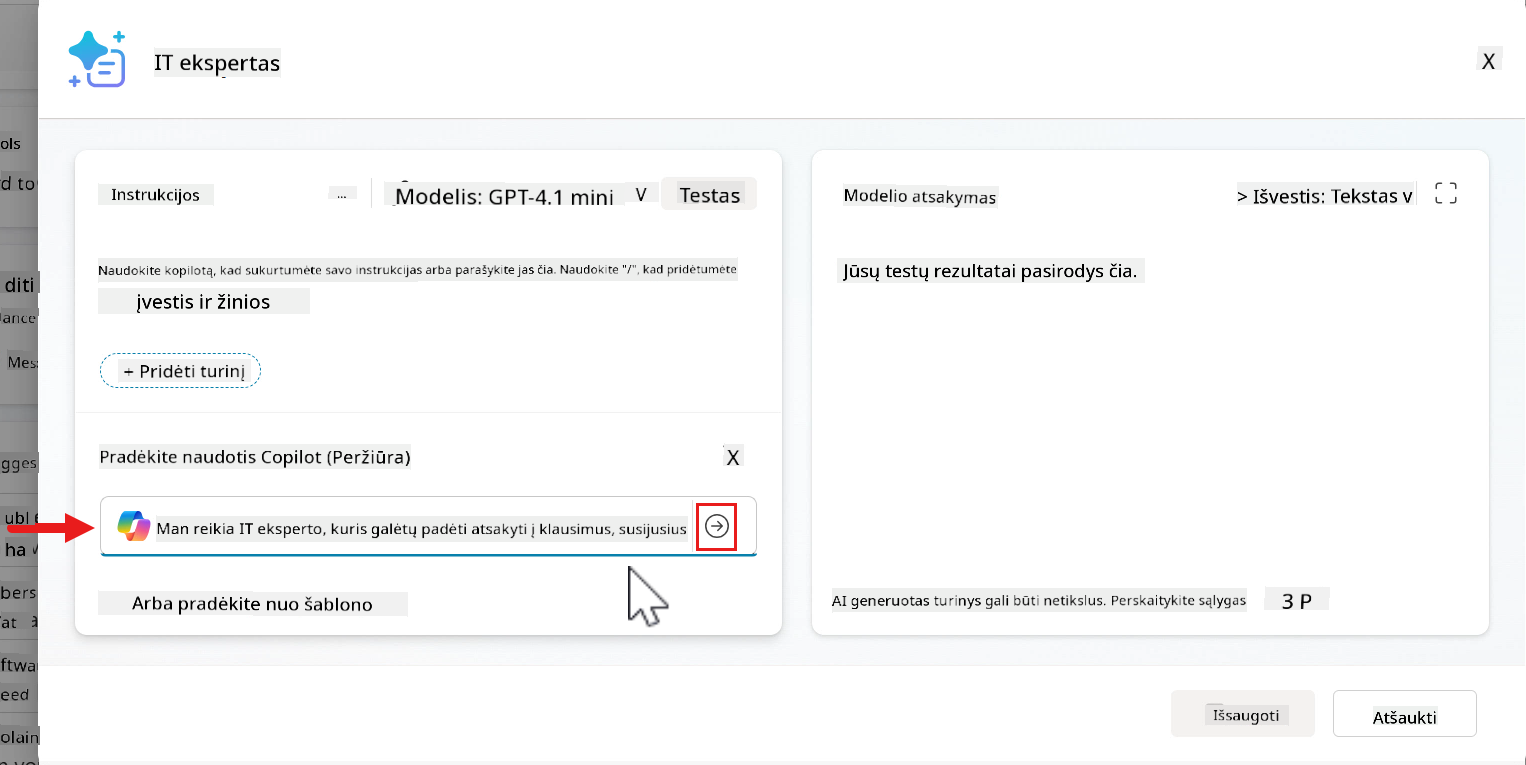 IT ekspertas
X
Instrukcijos
...
Modelis: GPT-4.1 mini V
Testas
Naudokite kopilotą, kad sukurtumėte savo instrukcijas arba parašykite jas čia. Naudokite "/", kad pridėtumėte
įvestis ir žinios
+ Pridėti turinį
Pradėkite naudotis Copilot (Peržiūra)
X
Man reikia IT eksperto, kuris galėtų padėti atsakyti į klausimus, susijusius
Arba pradėkite nuo šablono
Modelio atsakymas
> Išvestis: Tekstas v
Jūsų testų rezultatai pasirodys čia.
AI generuotas turinys gali būti netikslus. Perskaitykite sąlygas
3 P
Išsaugoti
Atšaukti
ols
d to
diti
Mes
gges
ubl
ha
bers
at
ftwa
eed
olain